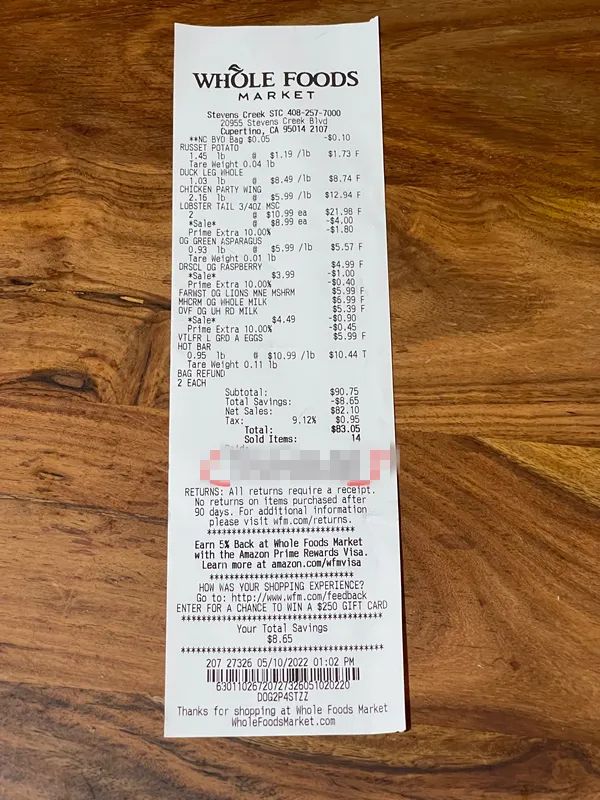 WHOLE FOODS
MARKET
Stevens Creek STC 408-257-7000
20955 Stevens Creek Blvd
Cupertino, CA 95014 2107
**NC BYO Bag $0.05 -$0.10
RUSSET POTATO
1.45 lb @ $1.19 /lb $1.73 F
Tare Weight 0.04 lb
DUCK LEG WHOLE
1.03 lb @ $8.49 /lb $8.74 F
CHICKEN PARTY WING
2.16 lb @ $5.99 /lb $12.94 F
LOBSTER TAIL 3/4OZ MSC
2 @ $10.99 ea $21.98 F
*Sale* @ $8.99 ea -$4.00
Prime Extra 10.00% -$1.80
OG GREEN ASPARAGUS
0.93 lb @ $5.99 /lb $5.57 F
Tare Weight 0.01 lb
DRSCL OG RASPBERRY $4.99 F
*Sale* $3.99 -$1.00
Prime Extra 10.00% -$0.40
FARWST OG LIONS MNE MSHRM $5.99 F
MHCRM OG WHOLE MILK $6.99 F
OVF OG UH RD MILK $5.39 F
*Sale* $4.49 -$0.90
Prime Extra 10.00% -$0.45
VTLFR L GRD A EGGS $5.99 F
HOT BAR
0.95 lb @ $10.99 /lb $10.44 T
Tare Weight 0.11 lb
BAG REFUND
2 EACH
Subtotal: $90.75
Total Savings: -$8.65
Net Sales: $82.10
Tax: 9.12% $0.95
Total: $83.05
Sold Items: 14
RETURNS: All returns require a receipt.
No returns on items purchased after
90 days. For additional information
please visit wfm.com/returns.
******************************
Earn 5% Back at Whole Foods Market
with the Amazon Prime Rewards Visa.
Learn more at amazon.com/wfmvisa
******************************
HOW WAS YOUR SHOPPING EXPERIENCE?
Go to: http://www.wfm.com/feedback
ENTER FOR A CHANCE TO WIN A $250 GIFT CARD
******************************************
Your Total Savings
$8.65
******************************************
207 27326 05/10/2022 01:02 PM
63011026720727326051020220
DOG2P4STZZ
Thanks for shopping at Whole Foods Market
WholeFoodsMarket.com